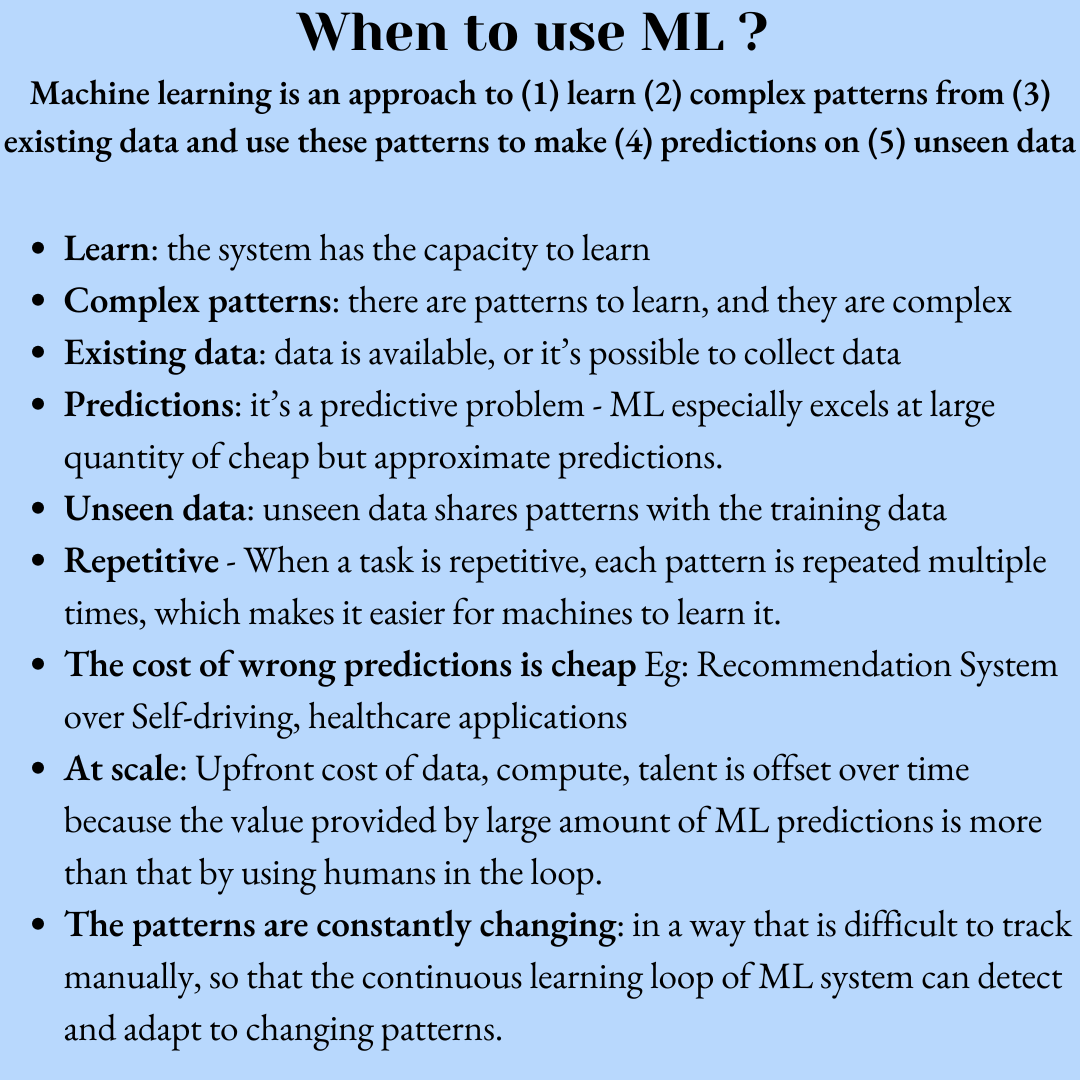 When to use ML ?
Machine learning is an approach to (1) learn (2) complex patterns from (3)
existing data and use these patterns to make (4) predictions on (5) unseen data
• Learn: the system has the capacity to learn
• Complex patterns: there are patterns to learn, and they are complex
• Existing data: data is available, or it’s possible to collect data
• Predictions: it’s a predictive problem - ML especially excels at large
quantity of cheap but approximate predictions.
• Unseen data: unseen data shares patterns with the training data
• Repetitive - When a task is repetitive, each pattern is repeated multiple
times, which makes it easier for machines to learn it.
• The cost of wrong predictions is cheap Eg: Recommendation System
over Self-driving, healthcare applications
• At scale: Upfront cost of data, compute, talent is offset over time
because the value provided by large amount of ML predictions is more
than that by using humans in the loop.
• The patterns are constantly changing: in a way that is difficult to track
manually, so that the continuous learning loop of ML system can detect
and adapt to changing patterns.